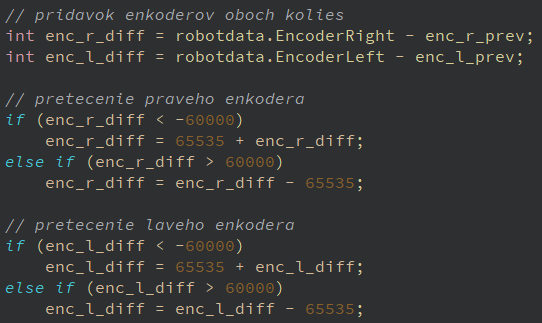 // pridavok enkoderov oboch kolies
int enc_r_diff = robotdata.EncoderRight - enc_r_prev;
int enc_l_diff = robotdata.EncoderLeft - enc_l_prev;

// pretecenie praveho enkodera
if (enc_r_diff < -60000)
    enc_r_diff = 65535 + enc_r_diff;
else if (enc_r_diff > 60000)
    enc_r_diff = enc_r_diff - 65535;

// pretecenie laveho enkodera
if (enc_l_diff < -60000)
    enc_l_diff = 65535 + enc_l_diff;
else if (enc_l_diff > 60000)
    enc_l_diff = enc_l_diff - 65535;